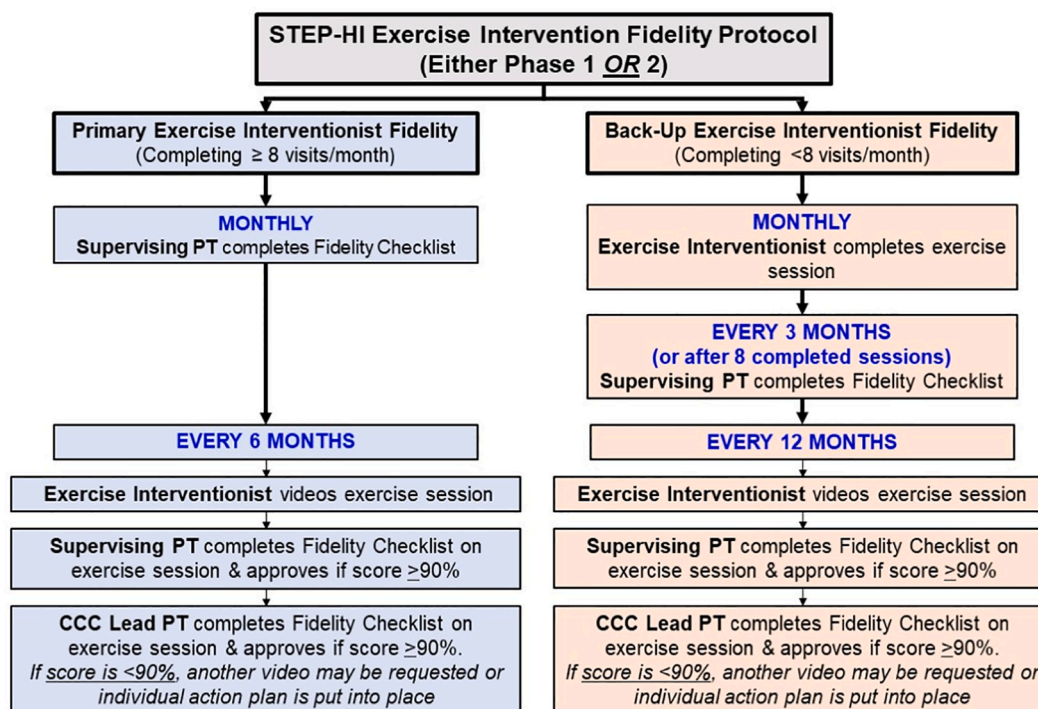 STEP-HI Exercise Intervention Fidelity Protocol
(Either Phase 1 OR 2)
Primary Exercise Interventionist Fidelity
(Completing ≥ 8 visits/month)
MONTHLY
Supervising PT completes Fidelity Checklist
EVERY 6 MONTHS
Exercise Interventionist videos exercise session
Supervising PT completes Fidelity Checklist on
exercise session & approves if score ≥90%
CCC Lead PT completes Fidelity Checklist on
exercise session & approves if score ≥90%.
If score is <90%, another video may be requested or
individual action plan is put into place
Back-Up Exercise Interventionist Fidelity
(Completing <8 visits/month)
MONTHLY
Exercise Interventionist completes exercise
session
EVERY 3 MONTHS
(or after 8 completed sessions)
Supervising PT completes Fidelity Checklist
EVERY 12 MONTHS
Exercise Interventionist videos exercise session
Supervising PT completes Fidelity Checklist on
exercise session & approves if score ≥90%
CCC Lead PT completes Fidelity Checklist on
exercise session & approves if score ≥90%.
If score is <90%, another video may be requested or
individual action plan is put into place